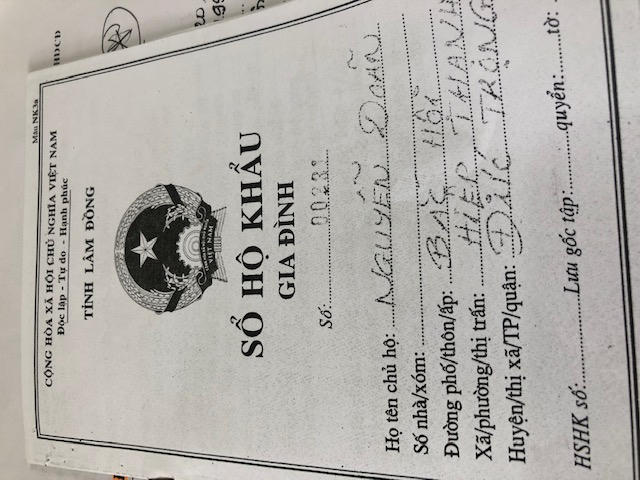 Mẫu NK3a
CỘNG HÒA XÃ HỘI CHỦ NGHĨA VIỆT NAM
Độc lập - Tự do - Hạnh phúc
TỈNH LÂM ĐỒNG
SỔ HỘ KHẨU
GIA ĐÌNH
Số: 0023
Họ tên chủ hộ: NGUYỄN DOÃN
Số nhà/xóm:
Đường phố/thôn/ấp: BẮC HỘI
Xã/phường/thị trấn: HIỆP THẠNH
Huyện/thị xã/TP/quận: ĐỨC TRỌNG
HSHK số: Lưu gốc tập: quyển: tờ: